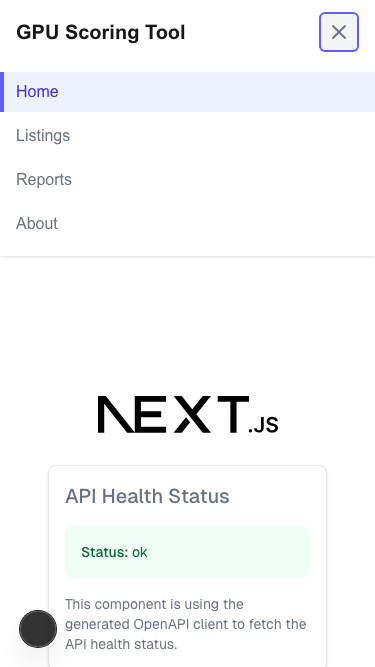 GPU Scoring Tool
Home
Listings
Reports
About
NEXT.JS
API Health Status
Status: ok
This component is using the
generated OpenAPI client to fetch the
API health status.